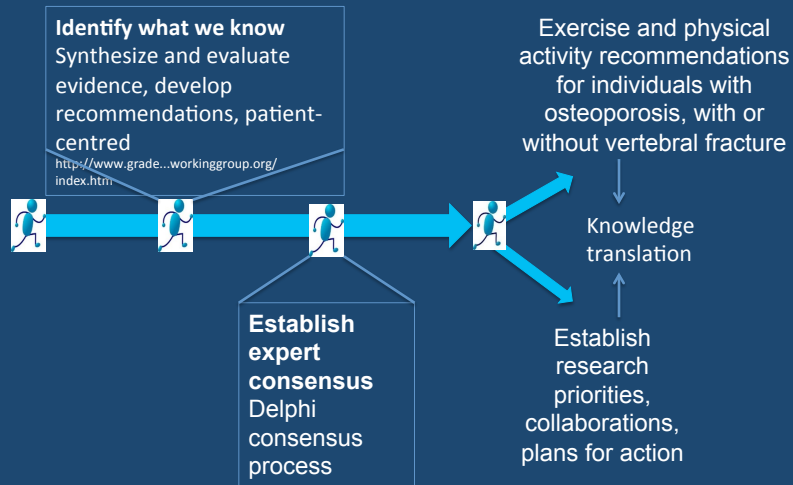 Identify what we know
Synthesize and evaluate
evidence, develop
recommendations, patient-
centred
http://www.grade...workinggroup.org/
index.htm
Establish
expert
consensus
Delphi
consensus
process
Exercise and physical
activity recommendations
for individuals with
osteoporosis, with or
without vertebral fracture
Knowledge
translation
Establish
research
priorities,
collaborations,
plans for action